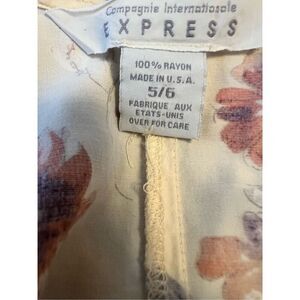 Compagnie Internationale
EXPRESS
100% RAYON
MADE IN U.S.A.
5/6
FABRIQUE AUX
ETATS-UNIS
OVER FOR CARE